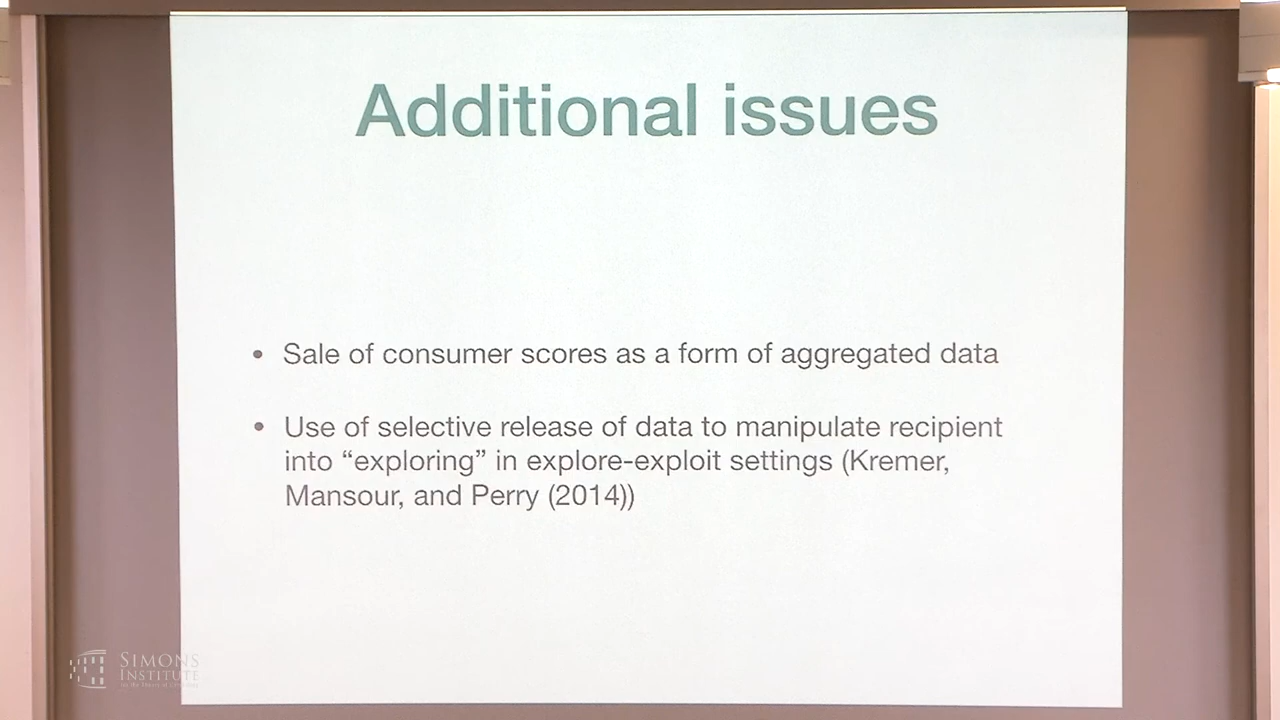 Additional issues
• Sale of consumer scores as a form of aggregated data
• Use of selective release of data to manipulate recipient
into “exploring” in explore-exploit settings (Kremer,
Mansour, and Perry (2014))
SIMONS
INSTITUTE